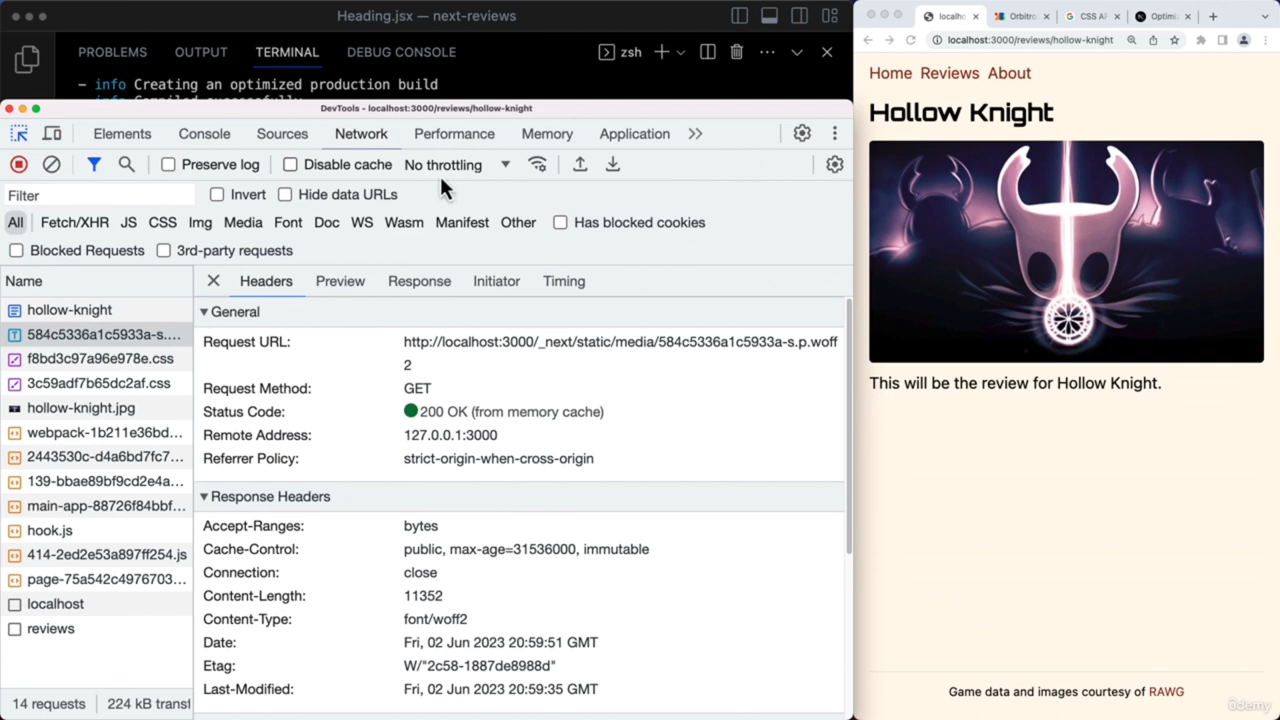 Heading.jsx — next-reviews
PROBLEMS OUTPUT TERMINAL DEBUG CONSOLE zsh
- info Creating an optimized production build
DevTools - localhost:3000/reviews/hollow-knight
Elements Console Sources Network Performance Memory Application
Preserve log Disable cache No throttling
Filter Invert Hide data URLs
All Fetch/XHR JS CSS Img Media Font Doc WS Wasm Manifest Other Has blocked cookies
Blocked Requests 3rd-party requests
Name Headers Preview Response Initiator Timing
hollow-knight
584c5336a1c5933a-s....
f8bd3c97a96e978e.css
3c59adf7b65dc2af.css
hollow-knight.jpg
webpack-1b211e36bd...
2443530c-d4a6bd7fc7...
139-bbae89bf9cd2e4a...
main-app-88726f84bbf...
hook.js
414-2ed2e53a897ff254.js
page-75a542c4976703...
localhost
reviews
14 requests 224 kB transf
General
Request URL: http://localhost:3000/_next/static/media/584c5336a1c5933a-s.p.woff
2
Request Method: GET
Status Code: 200 OK (from memory cache)
Remote Address: 127.0.0.1:3000
Referrer Policy: strict-origin-when-cross-origin
Response Headers
Accept-Ranges: bytes
Cache-Control: public, max-age=31536000, immutable
Connection: close
Content-Length: 11352
Content-Type: font/woff2
Date: Fri, 02 Jun 2023 20:59:51 GMT
Etag: W/"2c58-1887de8988d"
Last-Modified: Fri, 02 Jun 2023 20:59:35 GMT
localho Orbitro CSS AP Optimiz
localhost:3000/reviews/hollow-knight
Home Reviews About
Hollow Knight
This will be the review for Hollow Knight.
Game data and images courtesy of RAWG
ûdemy